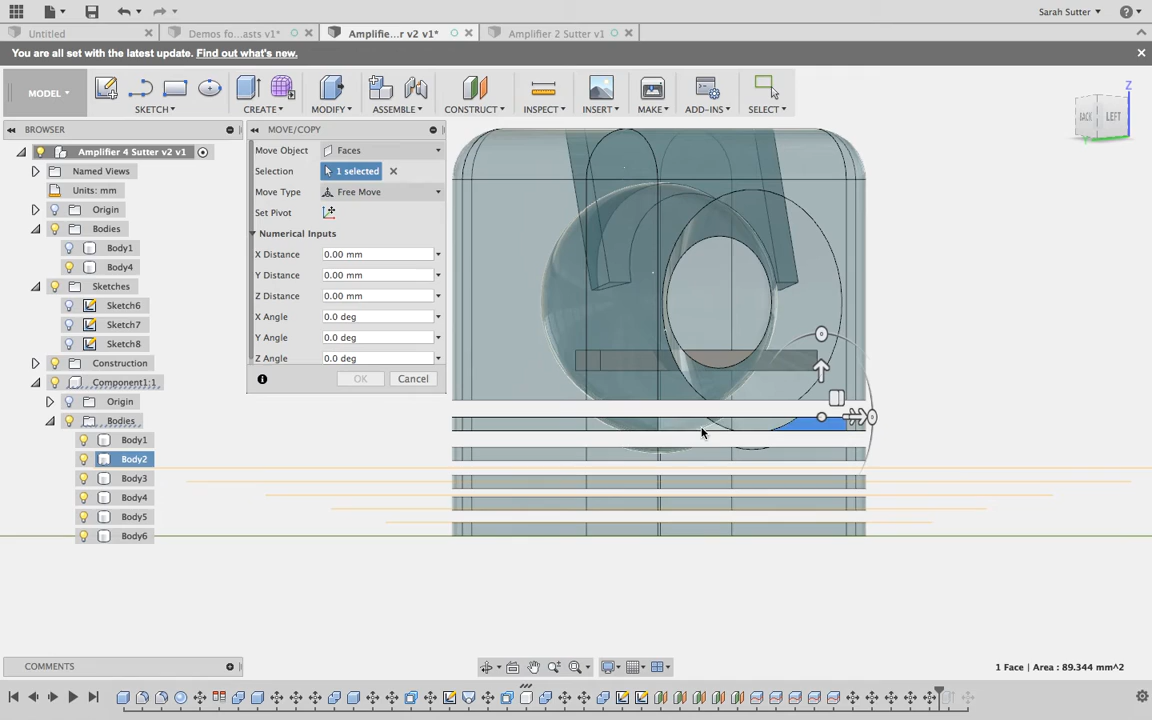 Sarah Sutter
Untitled
Demos fo...asts v1*
Amplifie...r v2 v1*
Amplifier 2 Sutter v1
You are all set with the latest update. Find out what's new.
MODEL
SKETCH
CREATE
MODIFY
ASSEMBLE
CONSTRUCT
INSPECT
INSERT
MAKE
ADD-INS
SELECT
BROWSER
Amplifier 4 Sutter v2 v1
Named Views
Units: mm
Origin
Bodies
Body1
Body4
Sketches
Sketch6
Sketch7
Sketch8
Construction
Component1:1
Origin
Bodies
Body1
Body2
Body3
Body4
Body5
Body6
MOVE/COPY
Move Object Faces
Selection 1 selected
Move Type Free Move
Set Pivot
Numerical Inputs
X Distance 0.00 mm
Y Distance 0.00 mm
Z Distance 0.00 mm
X Angle 0.0 deg
Y Angle 0.0 deg
Z Angle 0.0 deg
OK Cancel
Z
BACK LEFT
Y
COMMENTS
1 Face | Area : 89.344 mm^2